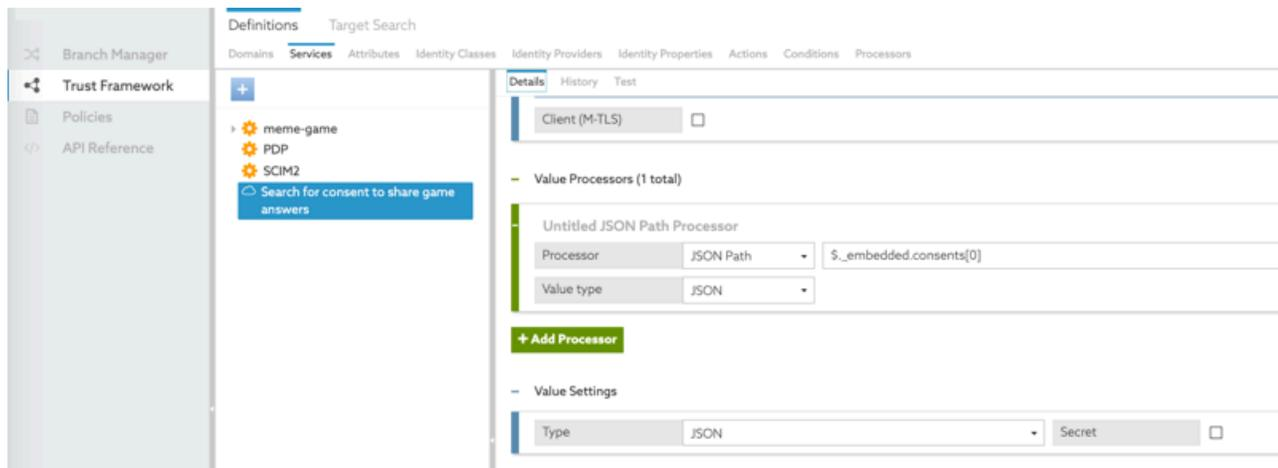 Definitions Target Search
Branch Manager
Domains Services Attributes Identity Classes Identity Providers Identity Properties Actions Conditions Processors
Trust Framework
Details History Test
+
Policies
Client (M-TLS)
meme-game
API Reference
PDP
SCIM2
Value Processors (1 total)
Search for consent to share game
answers
Untitled JSON Path Processor
Processor JSON Path $._embedded.consents[0]
Value type JSON
+ Add Processor
Value Settings
Type JSON Secret